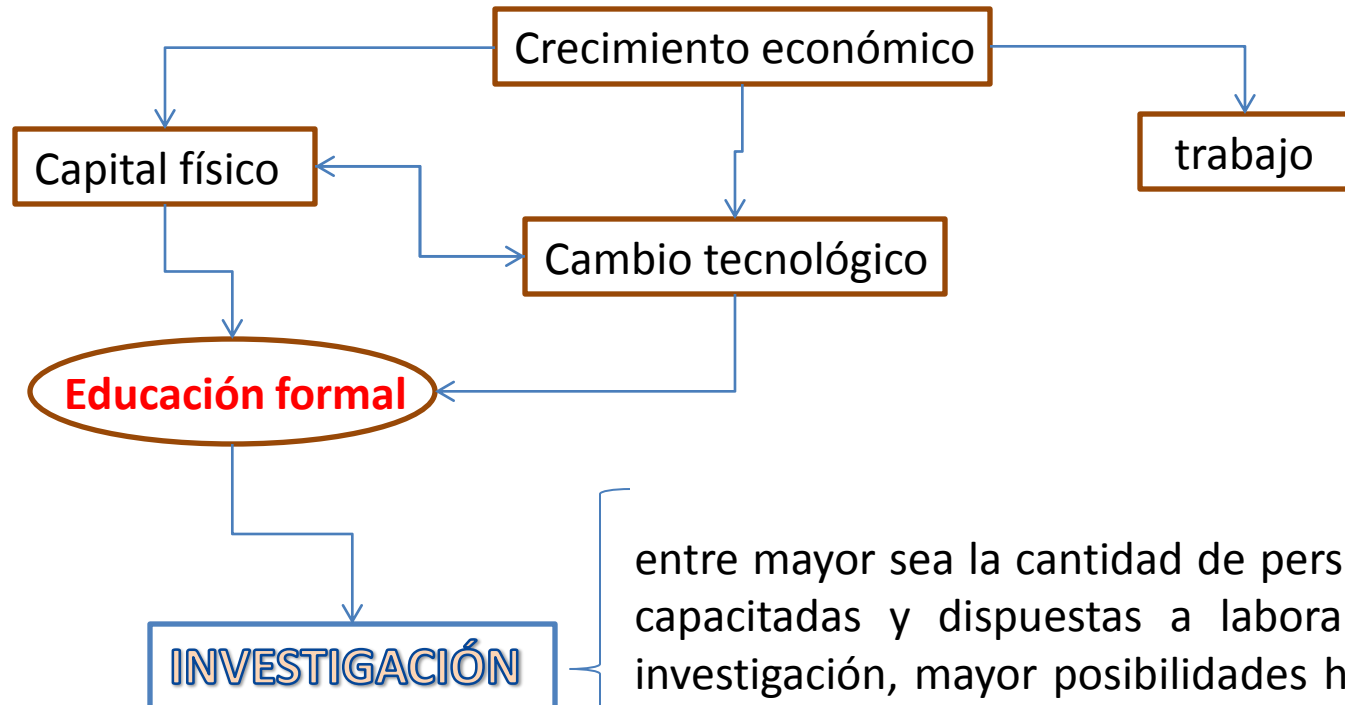 Crecimiento económico
Capital físico
trabajo
Cambio tecnológico
Educación formal
INVESTIGACIÓN
entre mayor sea la cantidad de pers
capacitadas y dispuestas a labora
investigación, mayor posibilidades h